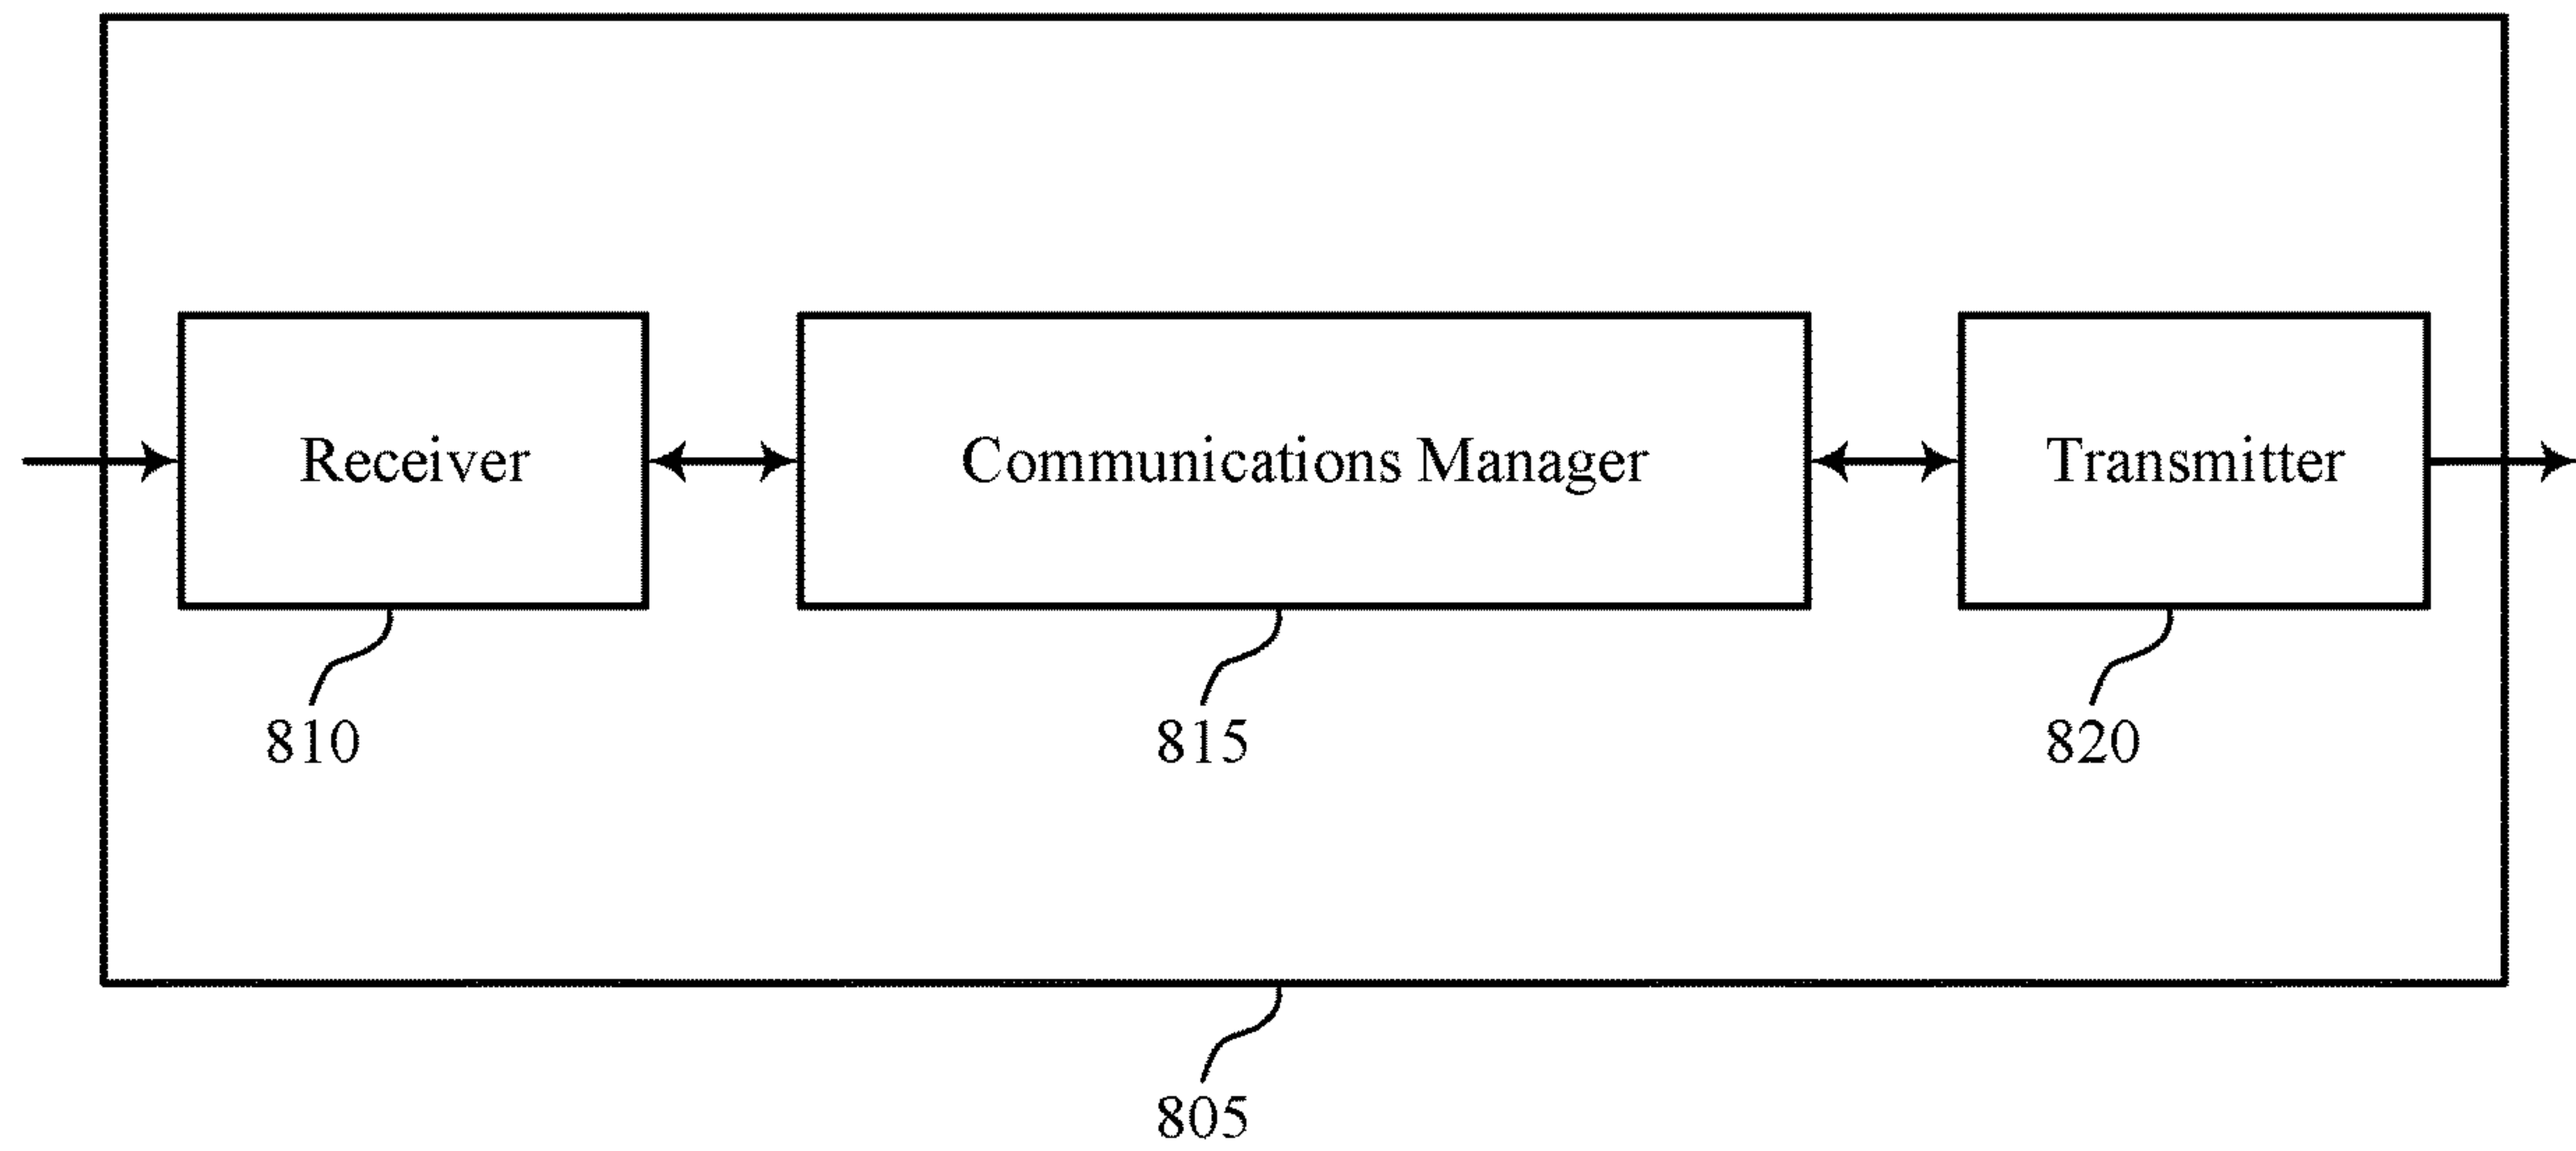 Receiver
Communications Manager
Transmitter
810
815
820
805